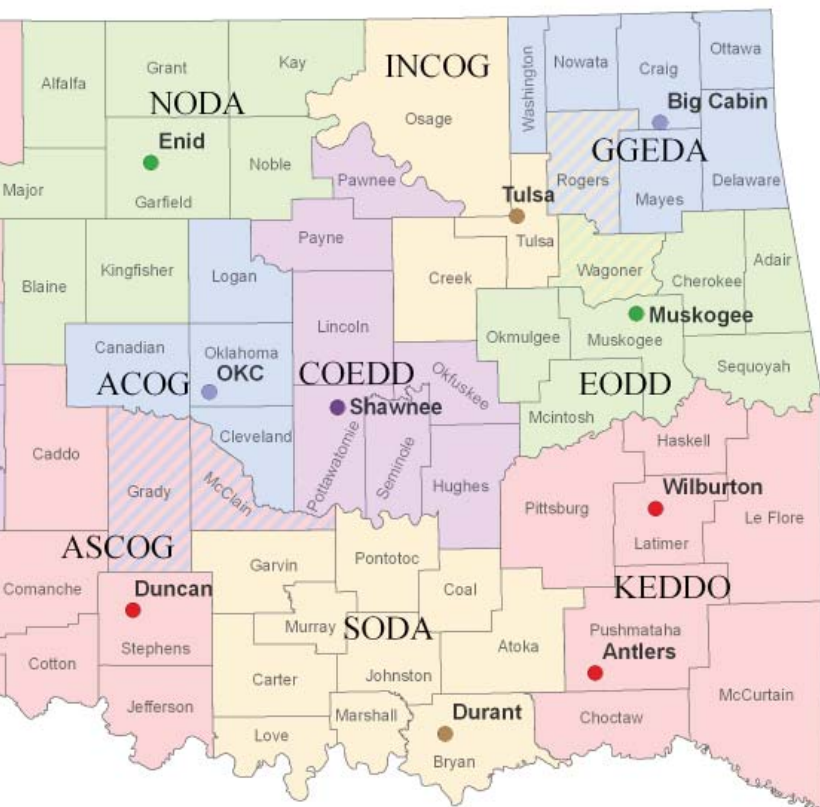 Alfalfa
Grant
Kay
INCOG
Washington
Nowata
Craig
Ottawa
NODA
Osage
Big Cabin
Enid
GGEDA
Noble
Pawnee
Rogers
Delaware
Major
Garfield
Tulsa
Mayes
Payne
Tulsa
Blaine
Kingfisher
Logan
Creek
Wagoner
Cherokee
Adair
Lincoln
Muskogee
Okmulgee
Muskogee
Canadian
Oklahoma
Okfuskee
Sequoyah
ACOG
OKC
COEDD
EODD
Shawnee
Mcintosh
Cleveland
Haskell
Caddo
Pottawatomie
Seminole
Grady
McClain
Hughes
Wilburton
Pittsburg
Le Flore
Latimer
ASCOG
Garvin
Pontotoc
Comanche
Duncan
Coal
KEDDO
Murray
SODA
Pushmataha
Stephens
Atoka
Antlers
Cotton
Carter
Johnston
McCurtain
Jefferson
Marshall
Durant
Choctaw
Love
Bryan